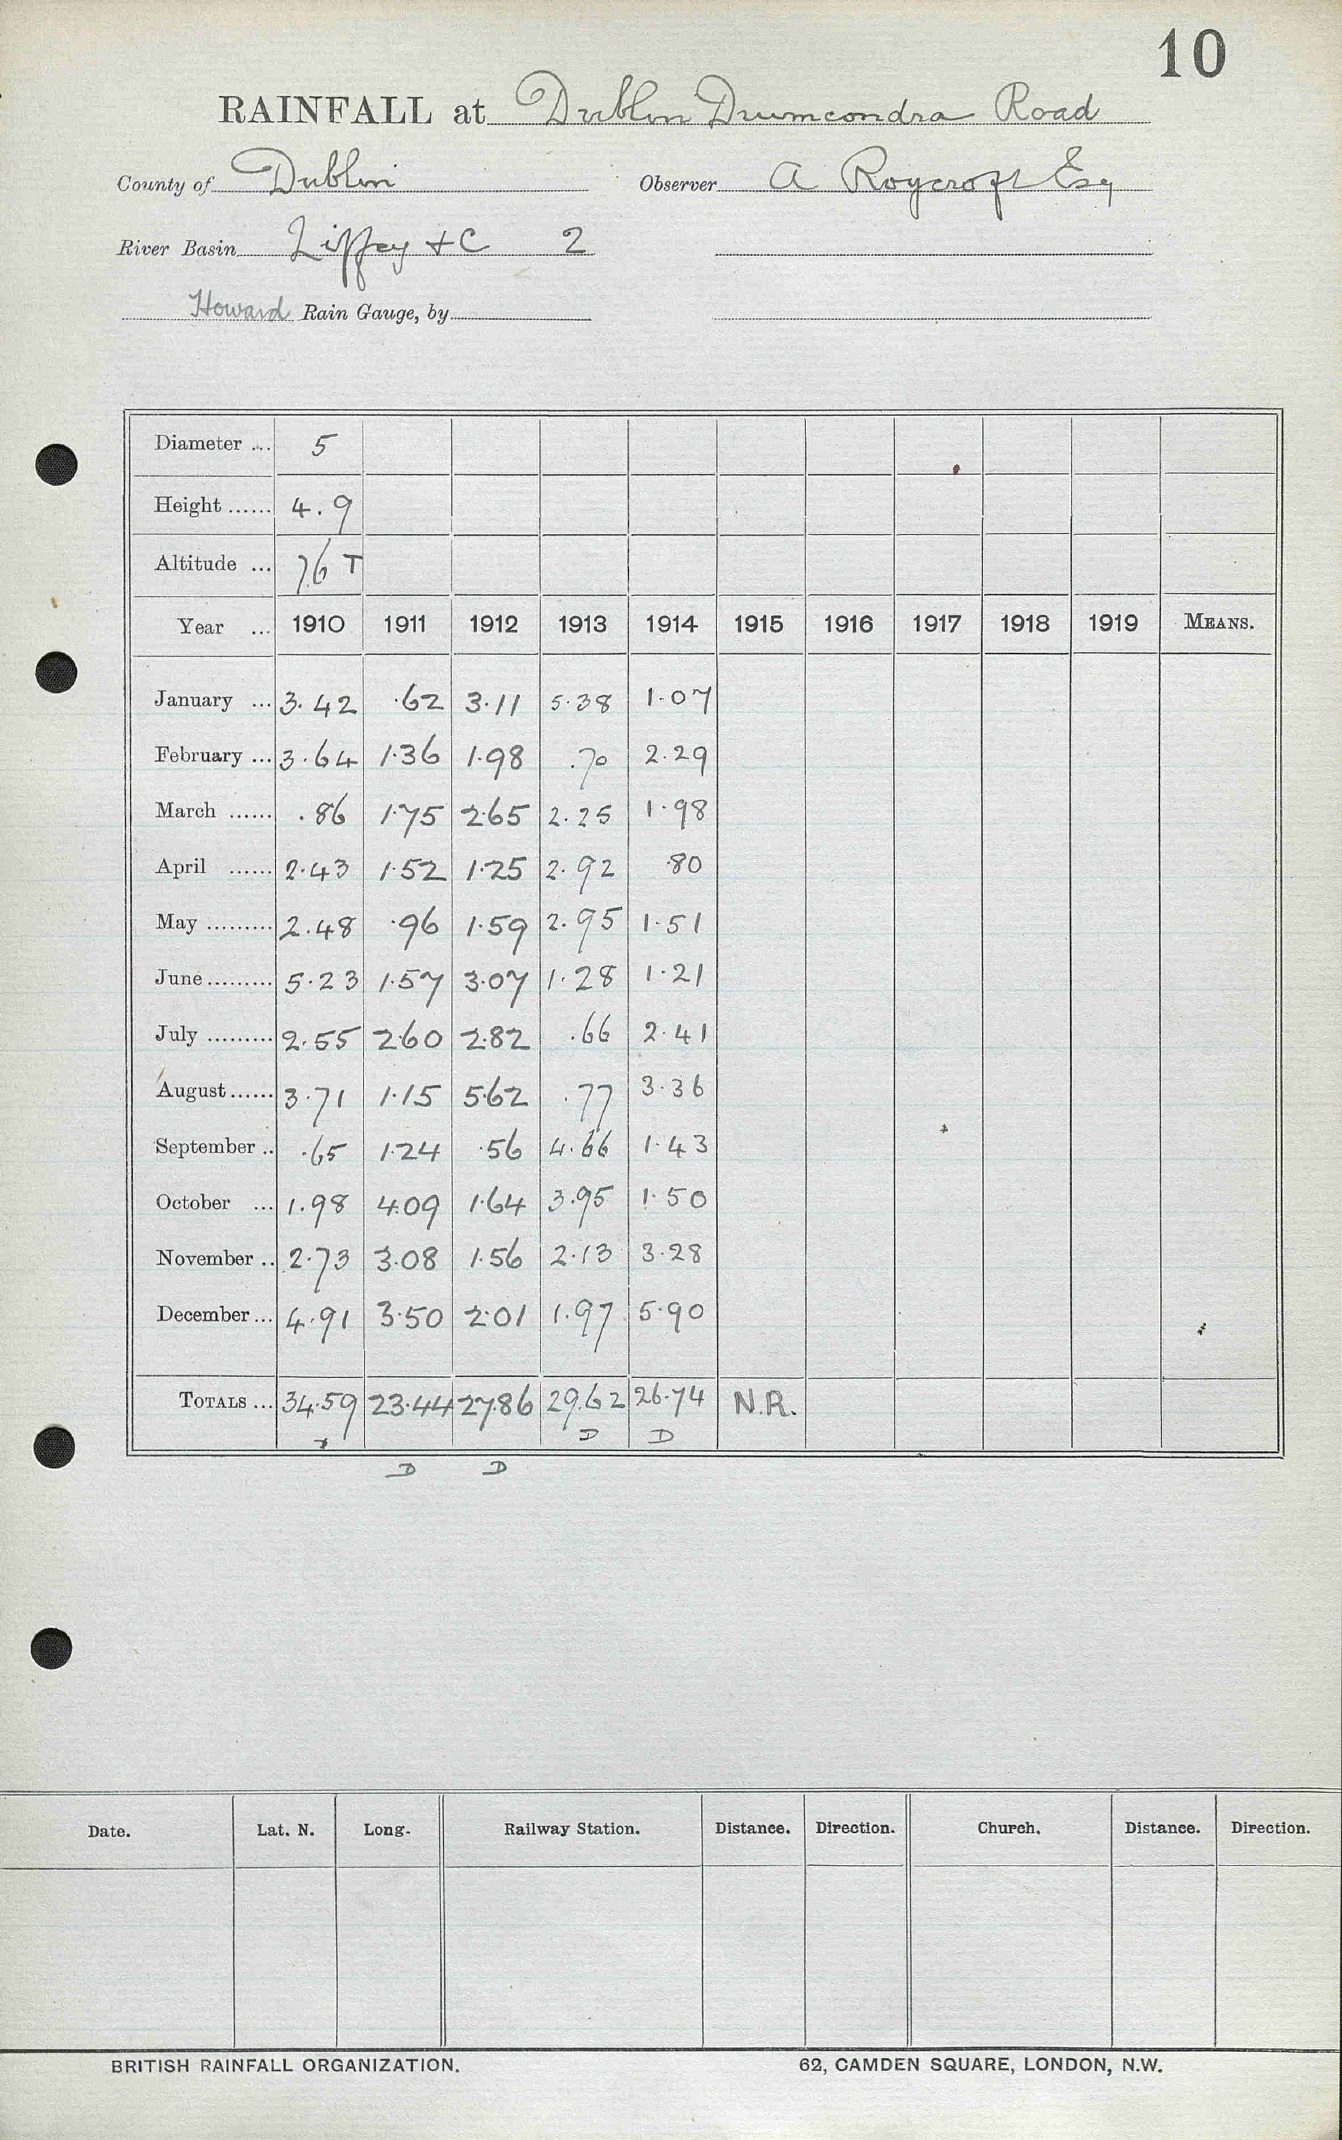 10
RAINFALL at Dublin Drumcondra Road
County of Dublin Observer A Roycroft Esq
River Basin Liffey &C 2
Howard Rain Gauge, by
Diameter ... 5
Height ...... 4.9
Altitude ... 76 T
Year ... 1910 1911 1912 1913 1914 1915 1916 1917 1918 1919 MEANS.
January ... 3.42 .62 3.11 5.38 1.07
February ... 3.64 1.36 1.98 .70 2.29
March ...... .86 1.75 2.65 2.25 1.98
April ...... 2.43 1.52 1.25 2.92 .80
May ......... 2.48 .96 1.59 2.95 1.51
June ......... 5.23 1.57 3.07 1.28 1.21
July ......... 2.55 2.60 2.82 .66 2.41
August ...... 3.71 1.15 5.62 .77 3.36
September .. .65 1.24 .56 4.66 1.43
October ... 1.98 4.09 1.64 3.95 1.50
November .. 2.73 3.08 1.56 2.13 3.28
December ... 4.91 3.50 2.01 1.97 5.90
TOTALS ... 34.59 23.44 27.86 29.62 26.74 N.R.
D D
D D
Date. Lat. N. Long. Railway Station. Distance. Direction. Church. Distance. Direction.
BRITISH RAINFALL ORGANIZATION. 62, CAMDEN SQUARE, LONDON, N.W.